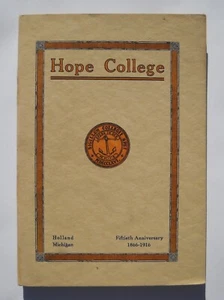 Hope College
Holland
Michigan
Fiftieth Anniversary
1866-1916